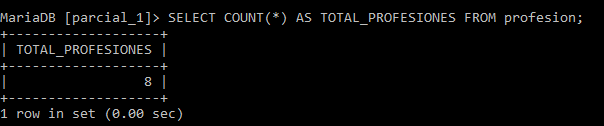 MariaDB [parcial_1]> SELECT COUNT(*) AS TOTAL_PROFESIONES FROM profesion;
+-------------------+
| TOTAL_PROFESIONES |
+-------------------+
|                 8 |
+-------------------+
1 row in set (0.00 sec)